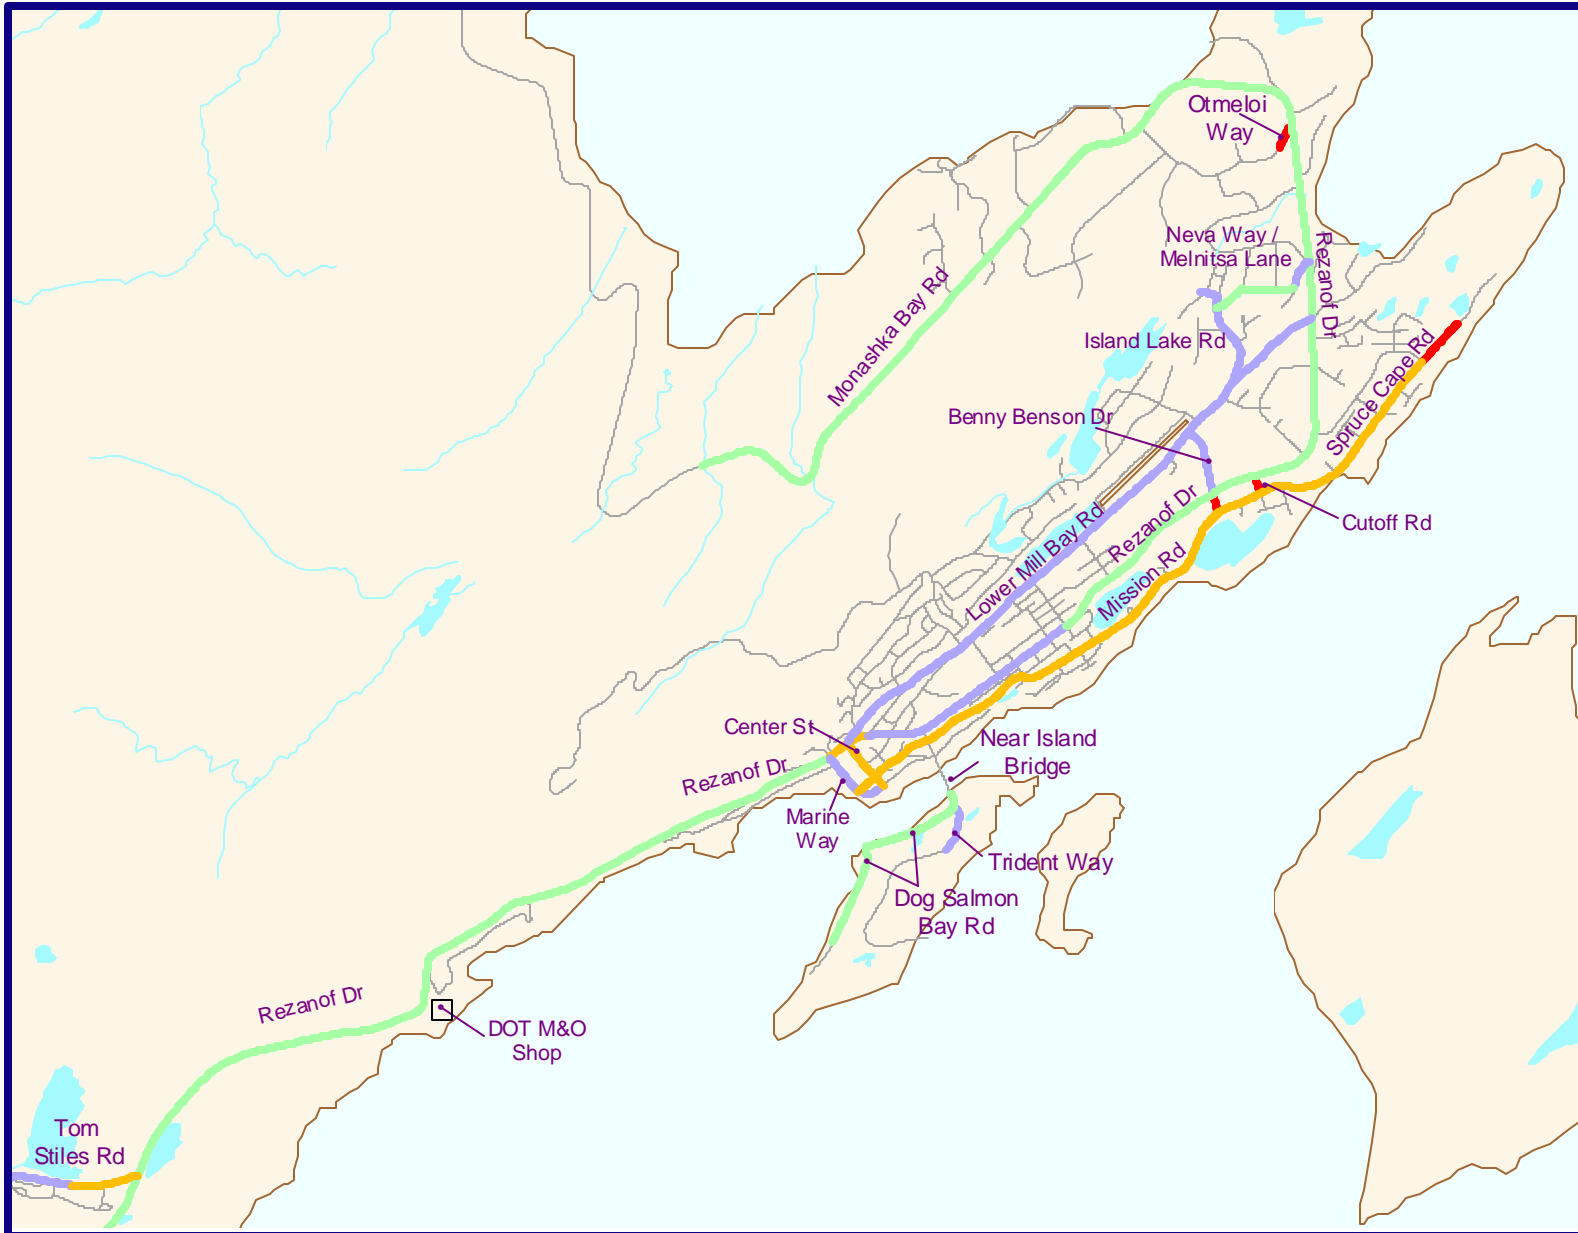 Otmeloi
Way
Neva Way /
Melnitsa Lane
Rezanof Dr
Monashka Bay Rd
Island Lake Rd
Spruce Cape Rd
Benny Benson Dr
Rezanof Dr
Cutoff Rd
Lower Mill Bay Rd
Mission Rd
Center St
Near Island
Bridge
Rezanof Dr
Marine
Way
Trident Way
Dog Salmon
Bay Rd
Rezanof Dr
DOT M&O
Shop
Tom
Stiles Rd